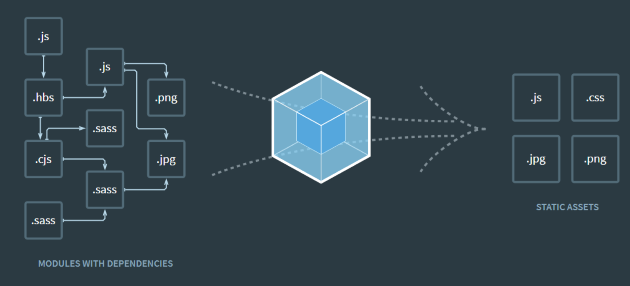 .js
.js
.hbs
.png
.sass
.cjs
.jpg
.sass
.sass
MODULES WITH DEPENDENCIES
.js
.css
.jpg
.png
STATIC ASSETS